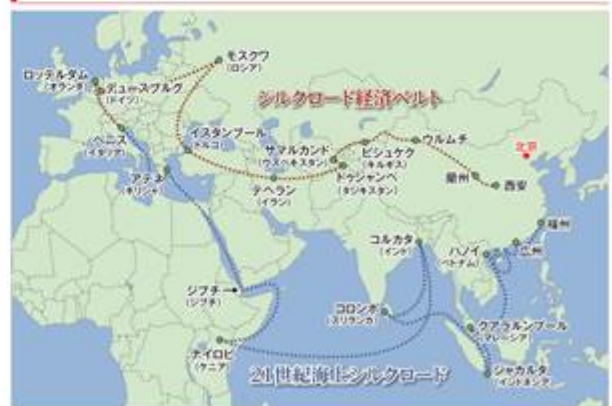 モスクワ
(ロシア)
ロッテルダム
(オランダ)
デュースブルグ
(ドイツ)
シルクロード経済ベルト
ベニス
(イタリア)
イスタンブール
(トルコ)
サマルカンド
(ウズベキスタン)
ビシュケク
(キルギス)
ウルムチ
北京
アテネ
(ギリシャ)
テヘラン
(イラン)
ドゥシャンベ
(タジキスタン)
蘭州
西安
福州
コルカタ
(インド)
ハノイ
(ベトナム)
広州
ジブチ
(ジブチ)
コロンボ
(スリランカ)
クアラルンプール
(マレーシア)
ナイロビ
(ケニア)
21世紀海上シルクロード
ジャカルタ
(インドネシア)